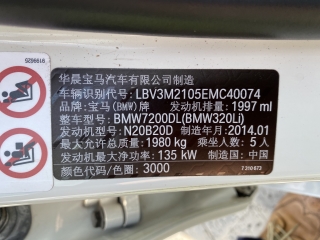 华晨宝马汽车有限公司制造
车辆识别代号: LBV3M2105EMC40074
品牌: 宝马(BMW)牌 发动机排量: 1997 ml
整车型号: BMW7200DL(BMW320Li)
发动机型号: N20B20D 制造年月: 2014.01
最大允许总质量: 1980 kg 乘坐人数: 5 人
发动机最大净功率: 135 kW 制造国: 中国
颜色代码/色圈: 3000
7 310 673